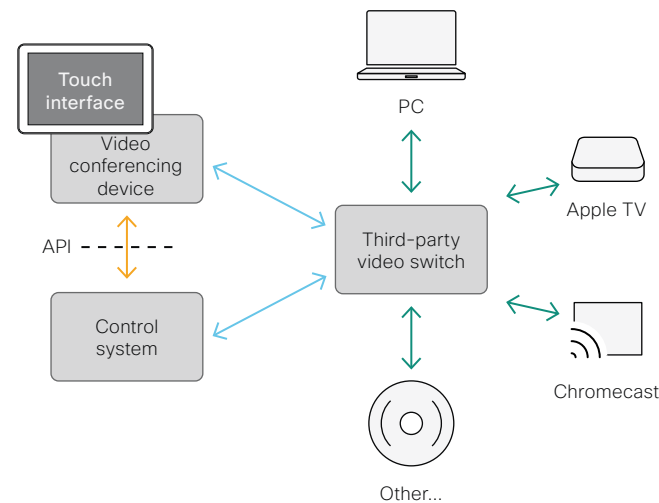 Touch
interface
Video
conferencing
device
API
Control
system
PC
Third-party
video switch
Apple TV
Chromecast
Other...